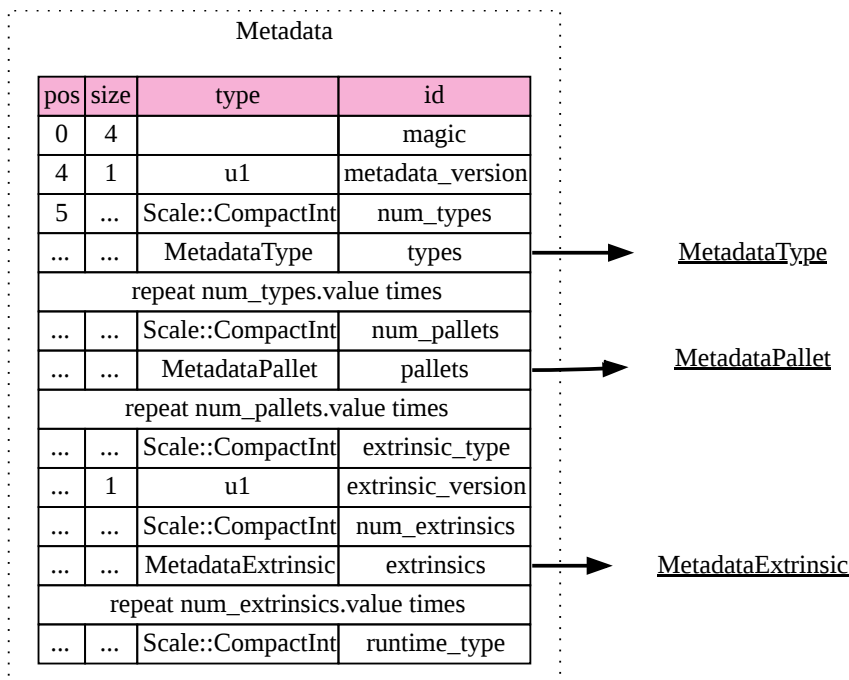 Metadata
pos size type id
0 4 magic
4 1 u1 metadata_version
5 ... Scale::CompactInt num_types
... ... MetadataType types MetadataType
repeat num_types.value times
... ... Scale::CompactInt num_pallets
... ... MetadataPallet pallets MetadataPallet
repeat num_pallets.value times
... ... Scale::CompactInt extrinsic_type
... 1 u1 extrinsic_version
... ... Scale::CompactInt num_extrinsics
... ... MetadataExtrinsic extrinsics MetadataExtrinsic
repeat num_extrinsics.value times
... ... Scale::CompactInt runtime_type